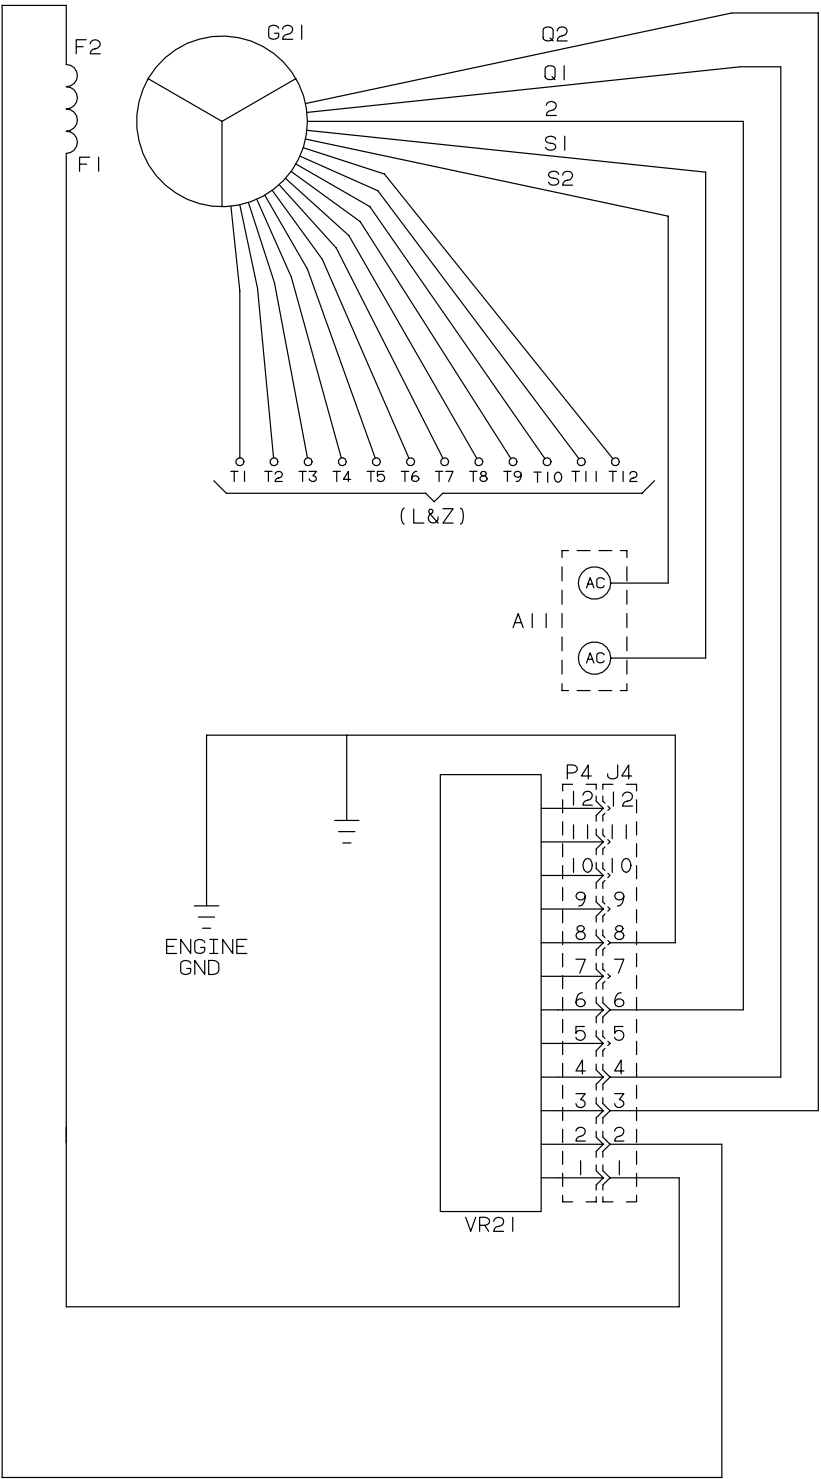 F2
G21
Q2
Q1
2
S1
S2
F1
T1 T2 T3 T4 T5 T6 T7 T8 T9 T10 T11 T12
(L&Z)
AC
A11
AC
P4 J4
12 12
11 11
10 10
9 9
8 8
7 7
6 6
5 5
4 4
3 3
2 2
1 1
ENGINE
GND
VR21